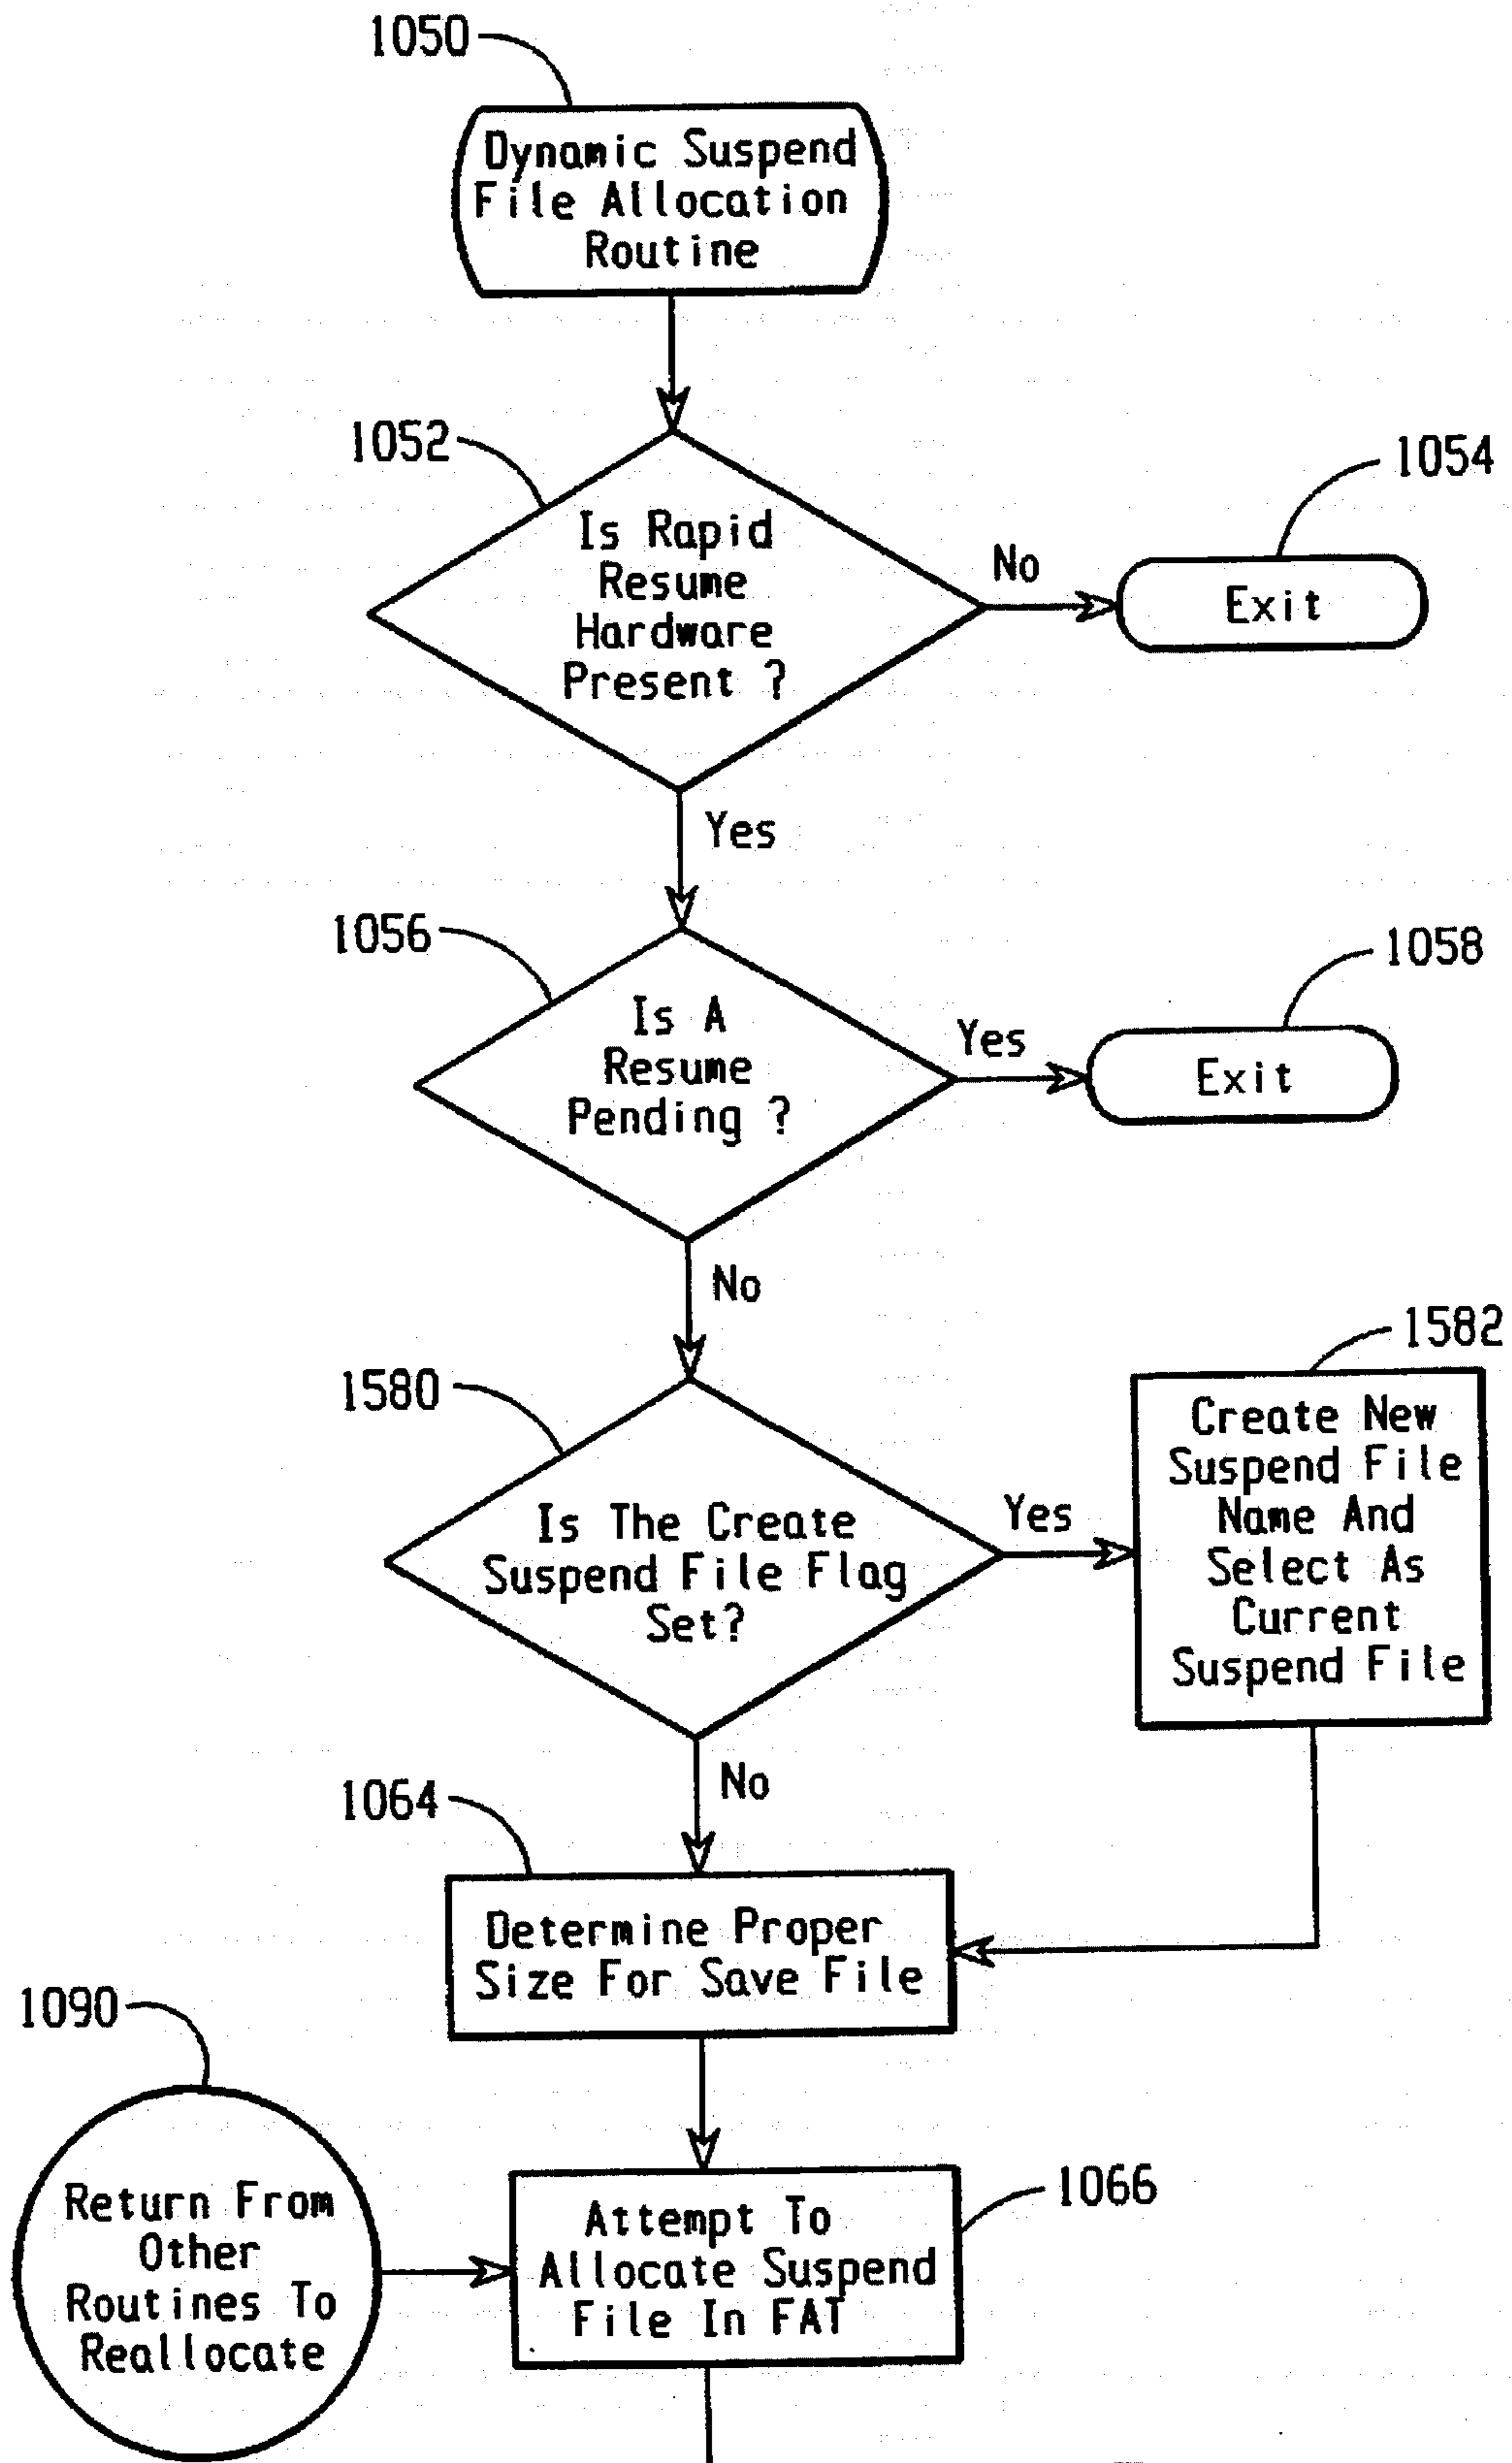 1050
Dynamic Suspend
File Allocation
Routine
1052
Is Rapid
Resume
Hardware
Present ?
No
1054
Exit
Yes
1056
Is A
Resume
Pending ?
Yes
1058
Exit
No
1580
Is The Create
Suspend File Flag
Set?
Yes
1582
Create New
Suspend File
Name And
Select As
Current
Suspend File
No
1064
Determine Proper
Size For Save File
1090
Return From
Other
Routines To
Reallocate
1066
Attempt To
Allocate Suspend
File In FAT